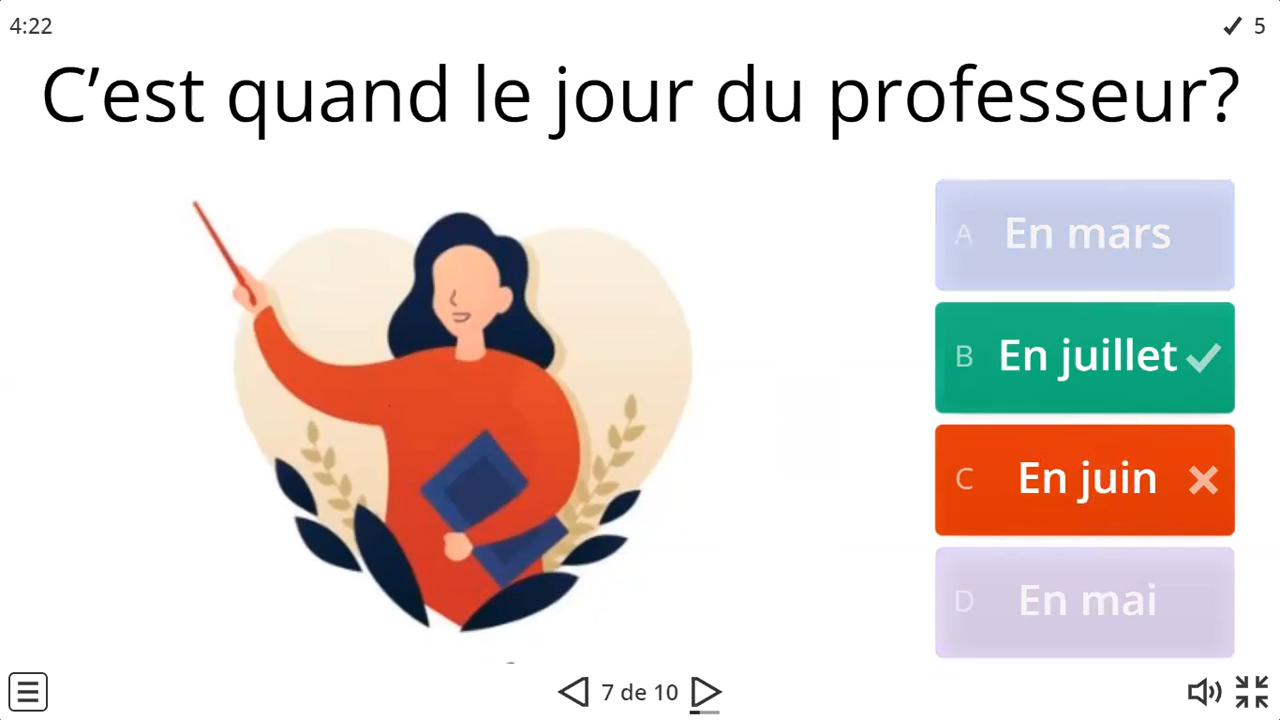 4:22
✓ 5
C’est quand le jour du professeur?
A En mars
B En juillet
C En juin
D En mai
7 de 10